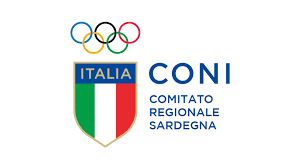 ITALIA
CONI
COMITATO
REGIONALE
SARDEGNA